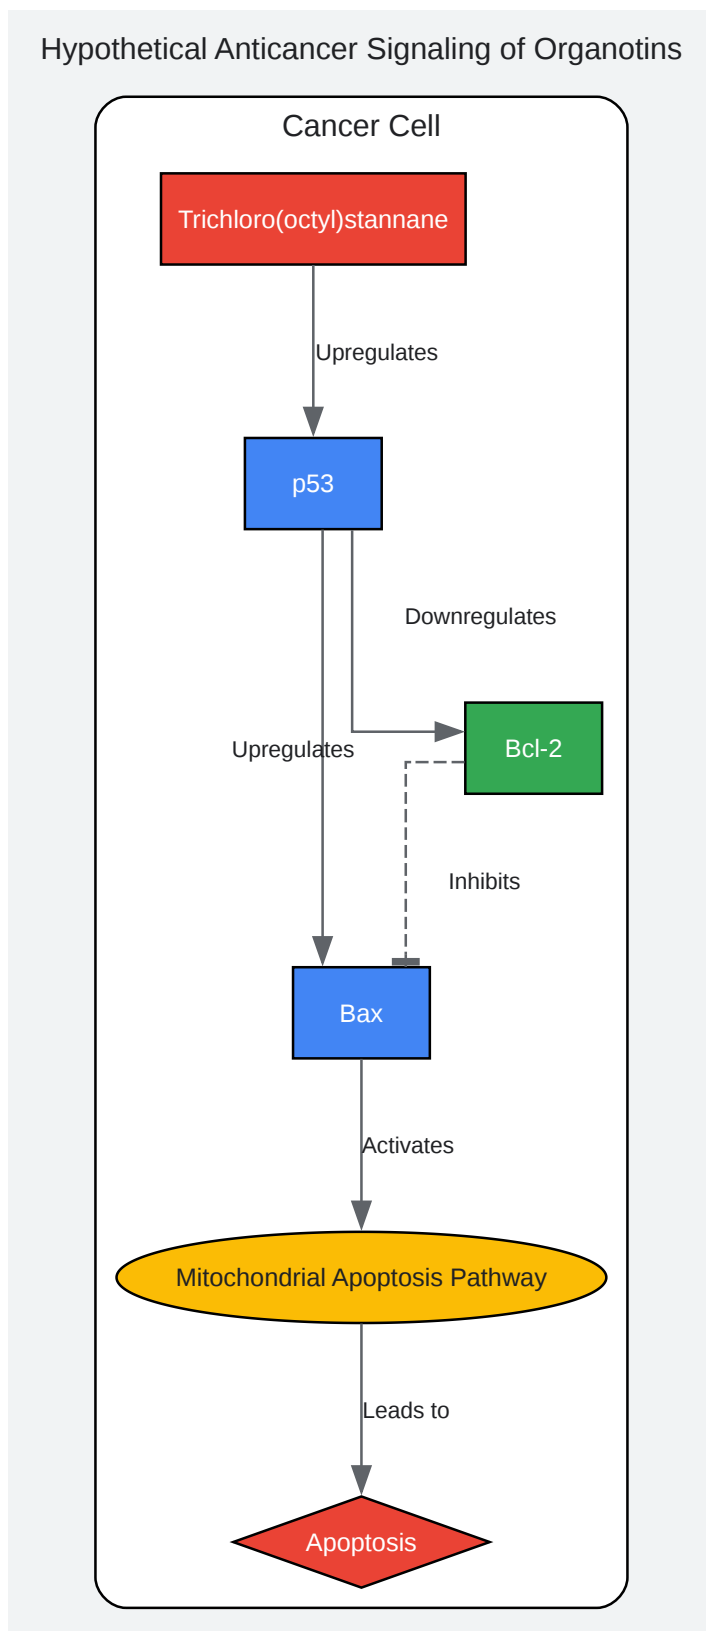 Hypothetical Anticancer Signaling of Organotins
Cancer Cell
Trichloro(octyl)stannane
Upregulates
p53
Downregulates
Upregulates
Bcl-2
Inhibits
Bax
Activates
Mitochondrial Apoptosis Pathway
Leads to
Apoptosis